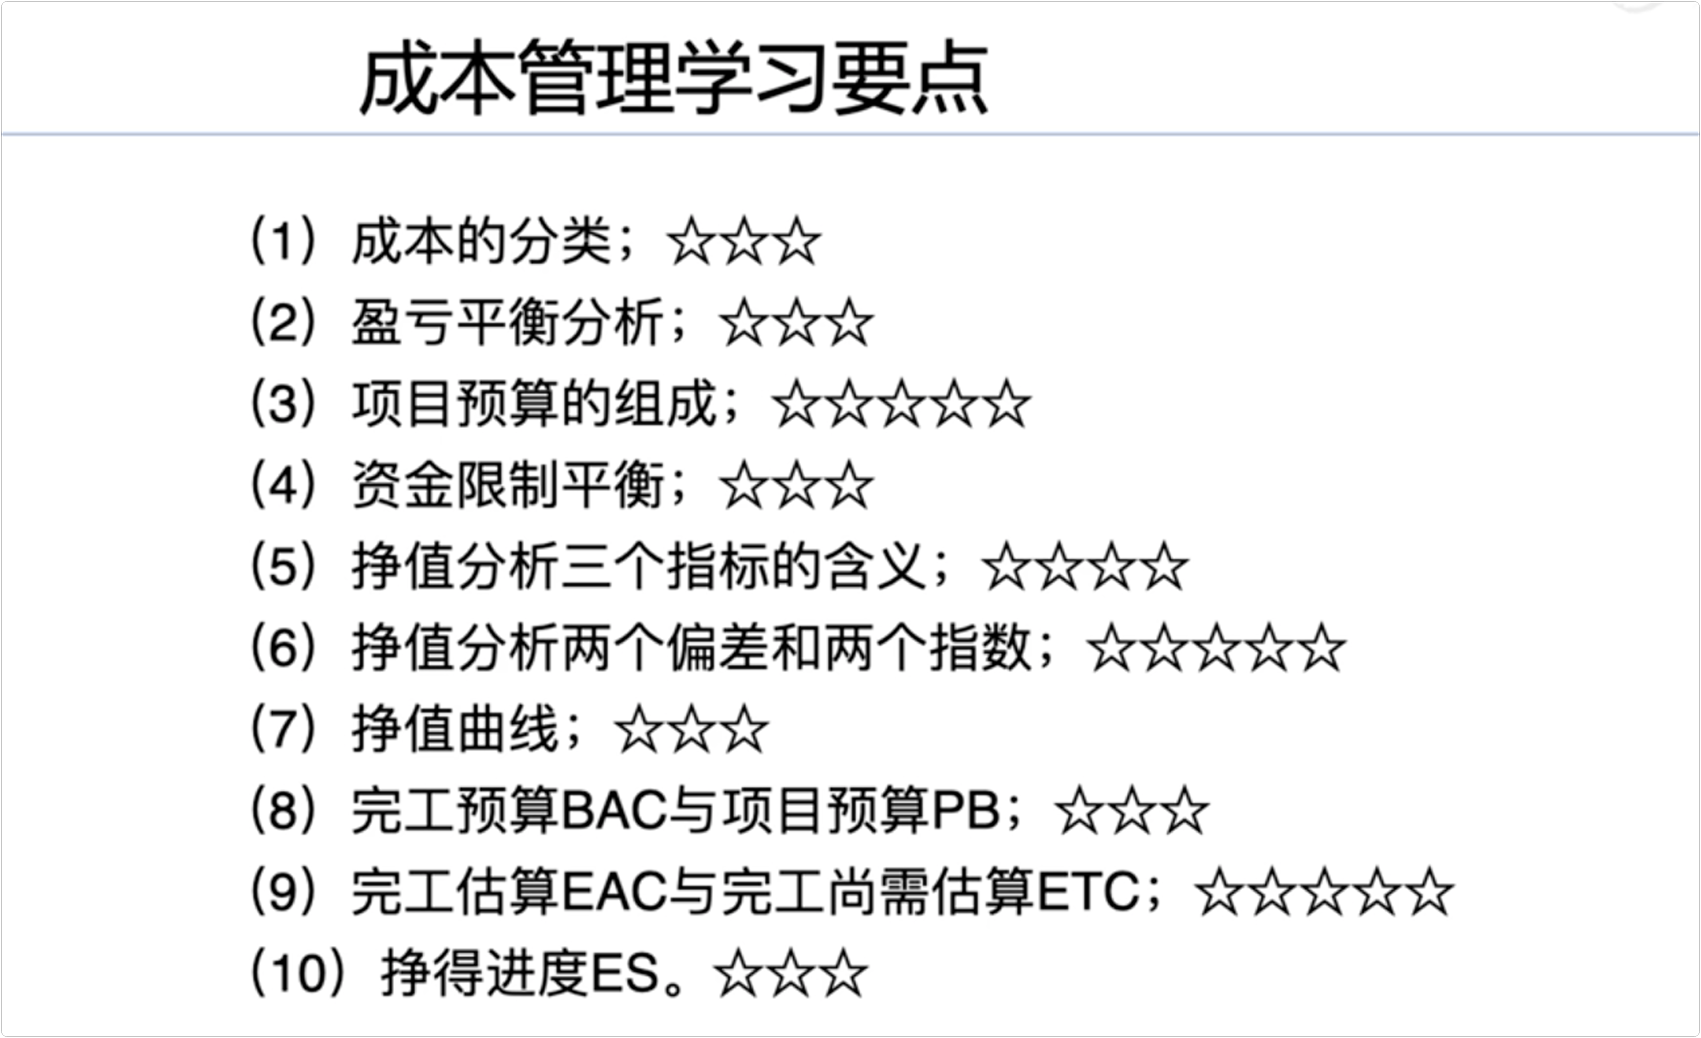 成本管理学习要点
（1）成本的分类；☆☆☆
（2）盈亏平衡分析；☆☆☆
（3）项目预算的组成；☆☆☆☆☆
（4）资金限制平衡；☆☆☆
（5）挣值分析三个指标的含义；☆☆☆☆
（6）挣值分析两个偏差和两个指数；☆☆☆☆☆
（7）挣值曲线；☆☆☆
（8）完工预算BAC与项目预算PB；☆☆☆
（9）完工估算EAC与完工尚需估算ETC；☆☆☆☆☆
（10）挣得进度ES。☆☆☆